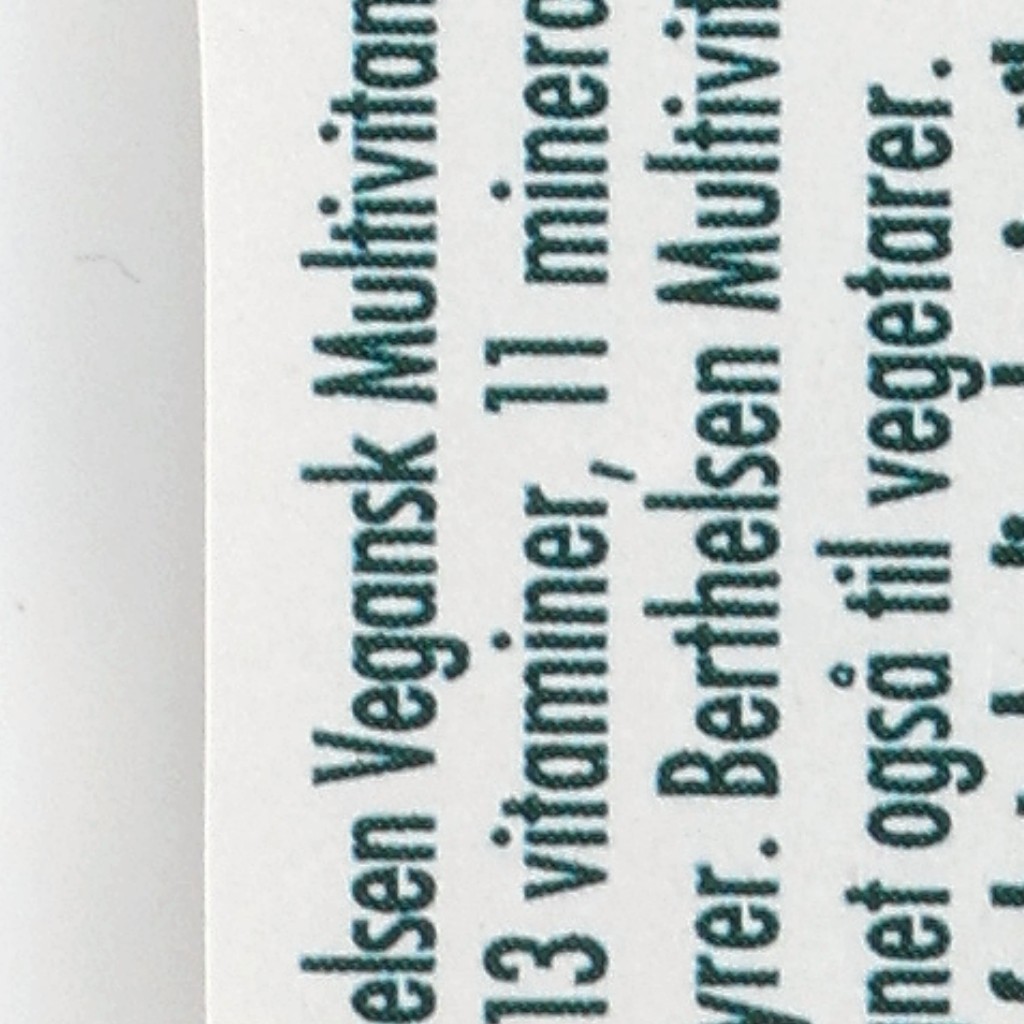 elsen Vegansk Multivitam
13 vitaminer, 11 minera
yrer. Berthelsen Multivit
net også til vegetarer.